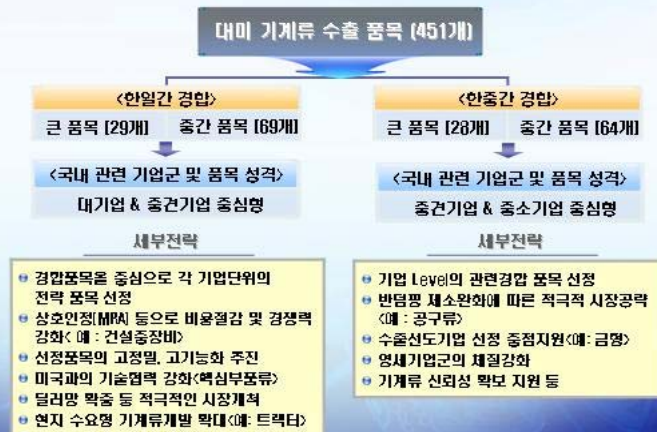 대미 기계류 수출 품목 (451개)
<한일간 경합>
큰 품목 [29개] 중간 품목 [69개]
<국내 관련 기업군 및 품목 성격>
대기업 & 중견기업 중심형
세부전략
경합품목을 중심으로 각 기업단위의
전략 품목 선정
상호인정(MRA) 등으로 비용절감 및 경쟁력
강화< 예 : 건설중장비>
선정품목의 고정밀, 고기능화 추진
미국과의 기술협력 강화<핵심부품류>
딜러망 확충 등 적극적인 시장개척
현지 수요형 기계류개발 확대<예: 트랙터>
<한중간 경합>
큰 품목 [28개] 중간 품목 [64개]
<국내 관련 기업군 및 품목 성격>
중견기업 & 중소기업 중심형
세부전략
기업 Level의 관련경합 품목 선정
반덤핑 제소완화에 따른 적극적 시장공략
<예 : 공구류>
수출선도기업 선정 중점지원<예: 금형>
영세기업군의 체질강화
기계류 신뢰성 확보 지원 등